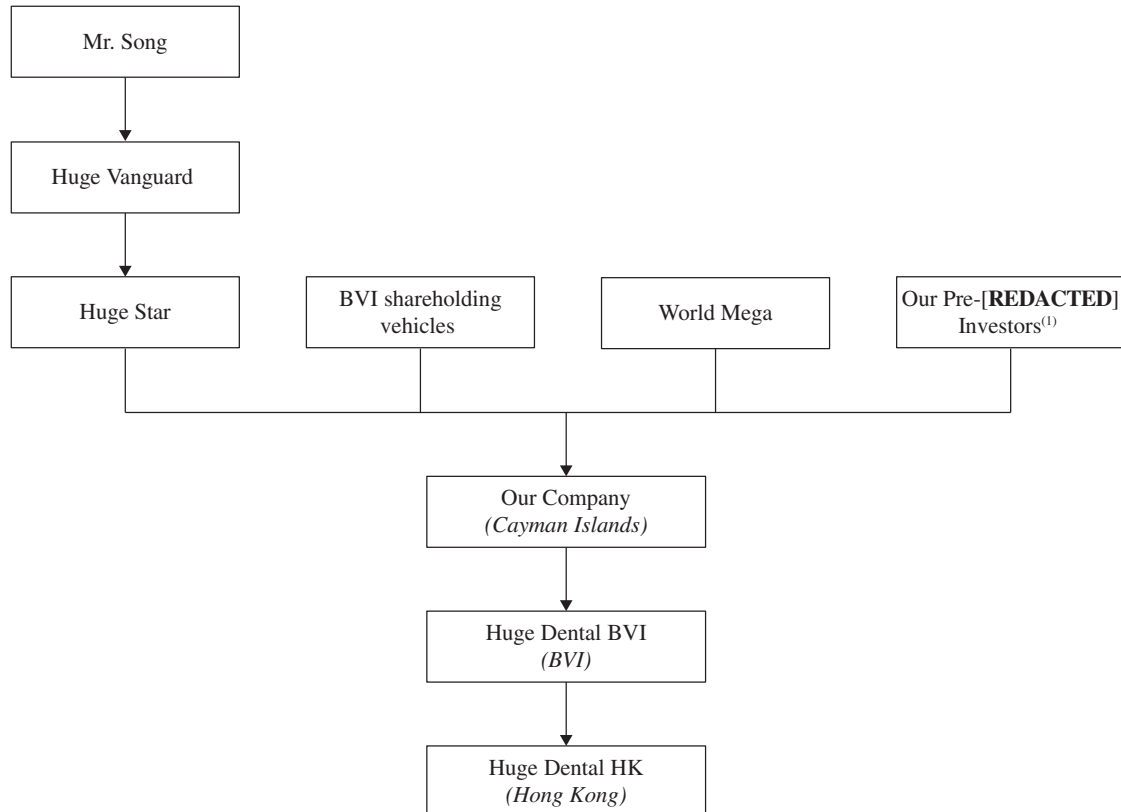 Mr. Song
Huge Vanguard
Huge Star
BVI shareholding
vehicles
World Mega
Our Pre-[REDACTED]
Investors(1)
Our Company
(Cayman Islands)
Huge Dental BVI
(BVI)
Huge Dental HK
(Hong Kong)